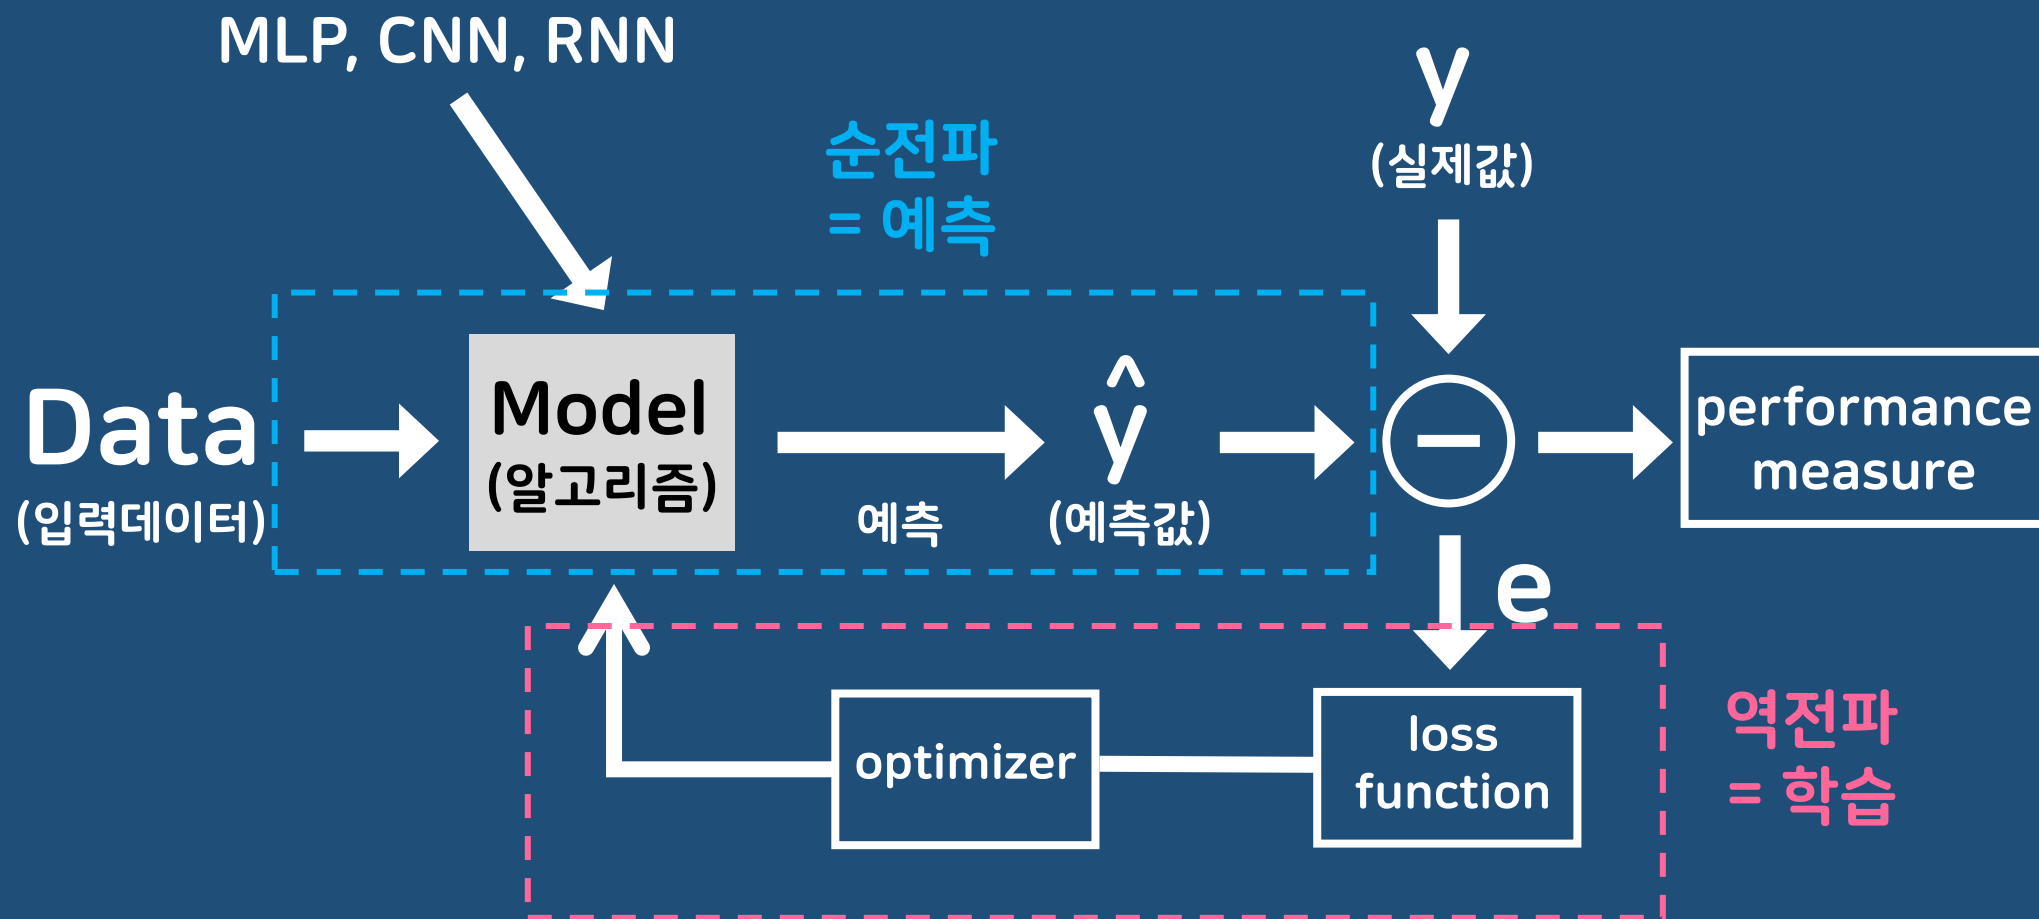 MLP, CNN, RNN
y
(실제값)
순전파
= 예측
Data
(입력데이터)
Model
(알고리즘)
예측
ŷ
(예측값)
−
performance
measure
e
optimizer
loss
function
역전파
= 학습